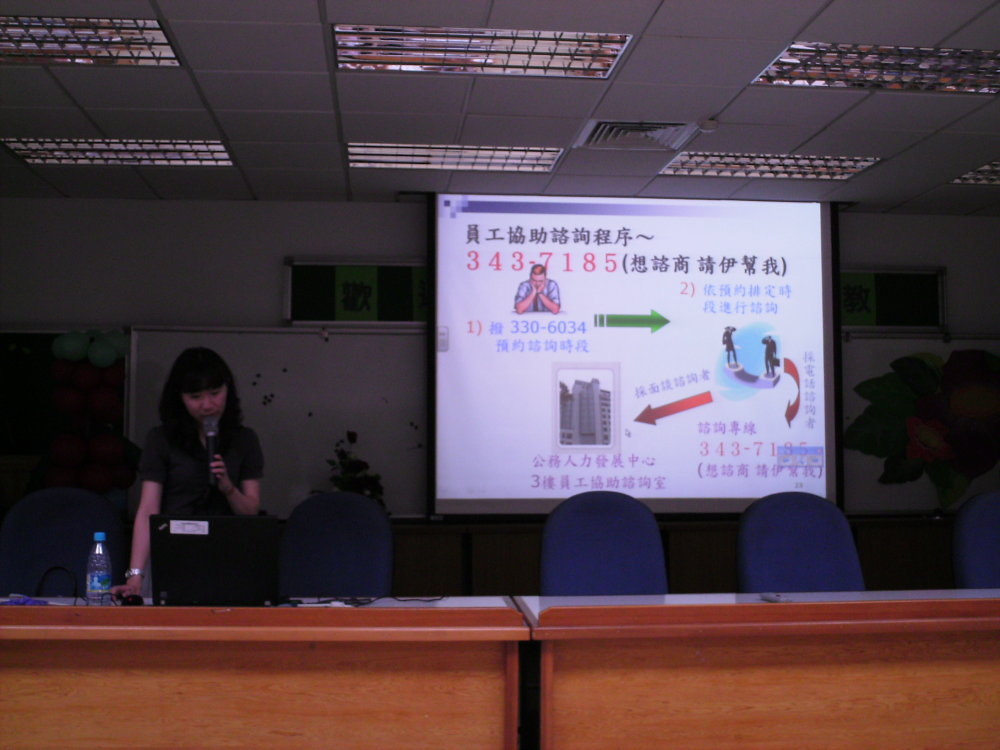 員工協助諮詢程序～
343-7185(想諮商 請伊幫我)
2) 依預約排定時
段進行諮詢
1) 撥 330-6034
預約諮詢時段
採電話諮詢者
採面談諮詢者
諮詢專線
343-7185
(想諮商 請伊幫我)
公務人力發展中心
3樓員工協助諮詢室
23
歡
教